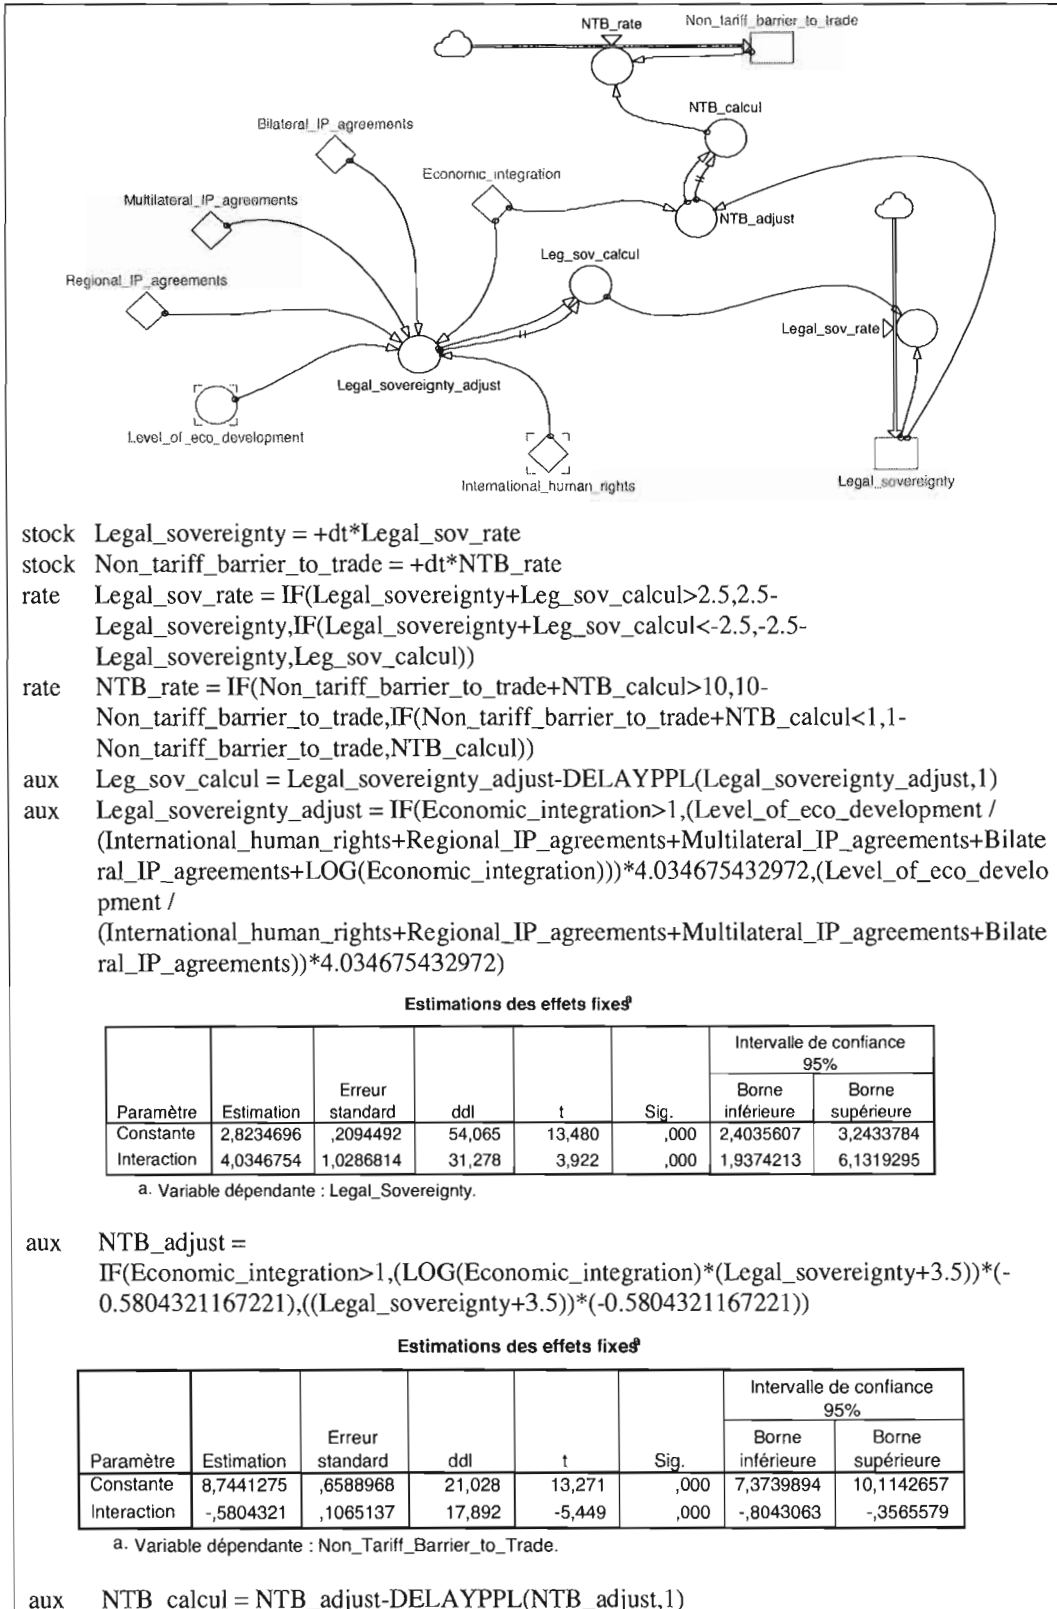 NTB_rate
Non_tariff_barrier_to_trade
NTB_calcul
Bilateral_IP_agreements
Economic_integration
Multilateral_IP_agreements
NTB_adjust
Leg_sov_calcul
Regional_IP_agreements
Legal_sov_rate
Legal_sovereignty_adjust
Level_of_eco_development
International_human_rights
Legal_sovereignty
stock Legal_sovereignty = +dt*Legal_sov_rate
stock Non_tariff_barrier_to_trade = +dt*NTB_rate
rate Legal_sov_rate = IF(Legal_sovereignty+Leg_sov_calcul>2.5,2.5-
Legal_sovereignty,IF(Legal_sovereignty+Leg_sov_calcul<-2.5,-2.5-
Legal_sovereignty,Leg_sov_calcul))
rate NTB_rate = IF(Non_tariff_barrier_to_trade+NTB_calcul>10,10-
Non_tariff_barrier_to_trade,IF(Non_tariff_barrier_to_trade+NTB_calcul<1,1-
Non_tariff_barrier_to_trade,NTB_calcul))
aux Leg_sov_calcul = Legal_sovereignty_adjust-DELAYPPL(Legal_sovereignty_adjust,1)
aux Legal_sovereignty_adjust = IF(Economic_integration>1,(Level_of_eco_development /
(International_human_rights+Regional_IP_agreements+Multilateral_IP_agreements+Bilate
ral_IP_agreements+LOG(Economic_integration)))*4.034675432972,(Level_of_eco_develo
pment /
(International_human_rights+Regional_IP_agreements+Multilateral_IP_agreements+Bilate
ral_IP_agreements))*4.034675432972)
Estimations des effets fixes a
Intervalle de confiance
95%
Paramètre Estimation Erreur standard ddl t Sig. Borne inférieure Borne supérieure
Constante 2,8234696 ,2094492 54,065 13,480 ,000 2,4035607 3,2433784
Interaction 4,0346754 1,0286814 31,278 3,922 ,000 1,9374213 6,1319295
a. Variable dépendante : Legal_Sovereignty.
aux NTB_adjust =
IF(Economic_integration>1,(LOG(Economic_integration)*(Legal_sovereignty+3.5))*(-
0.5804321167221),((Legal_sovereignty+3.5))*(-0.5804321167221))
Estimations des effets fixes a
Intervalle de confiance
95%
Paramètre Estimation Erreur standard ddl t Sig. Borne inférieure Borne supérieure
Constante 8,7441275 ,6588968 21,028 13,271 ,000 7,3739894 10,1142657
Interaction -,5804321 ,1065137 17,892 -5,449 ,000 -,8043063 -,3565579
a. Variable dépendante : Non_Tariff_Barrier_to_Trade.
aux NTB_calcul = NTB_adjust-DELAYPPL(NTB_adjust,1)